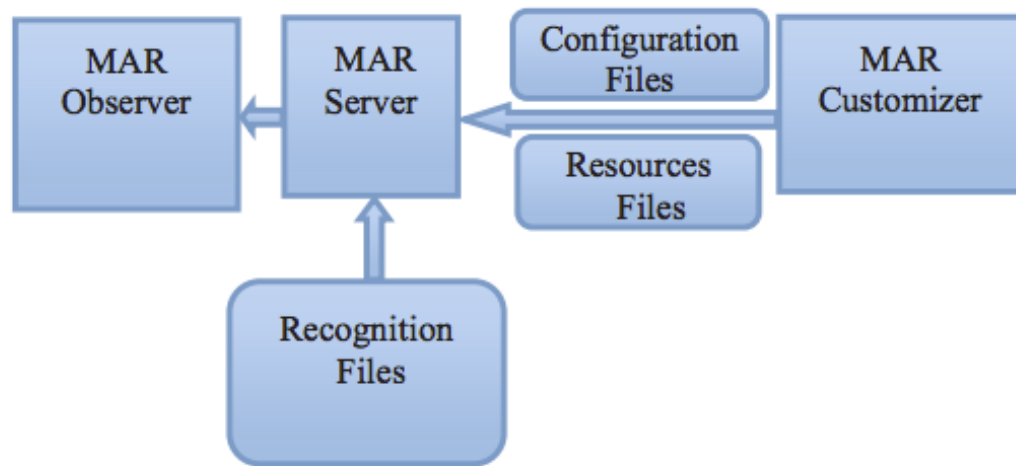 MAR
Observer
MAR
Server
Configuration
Files
Resources
Files
MAR
Customizer
Recognition
Files